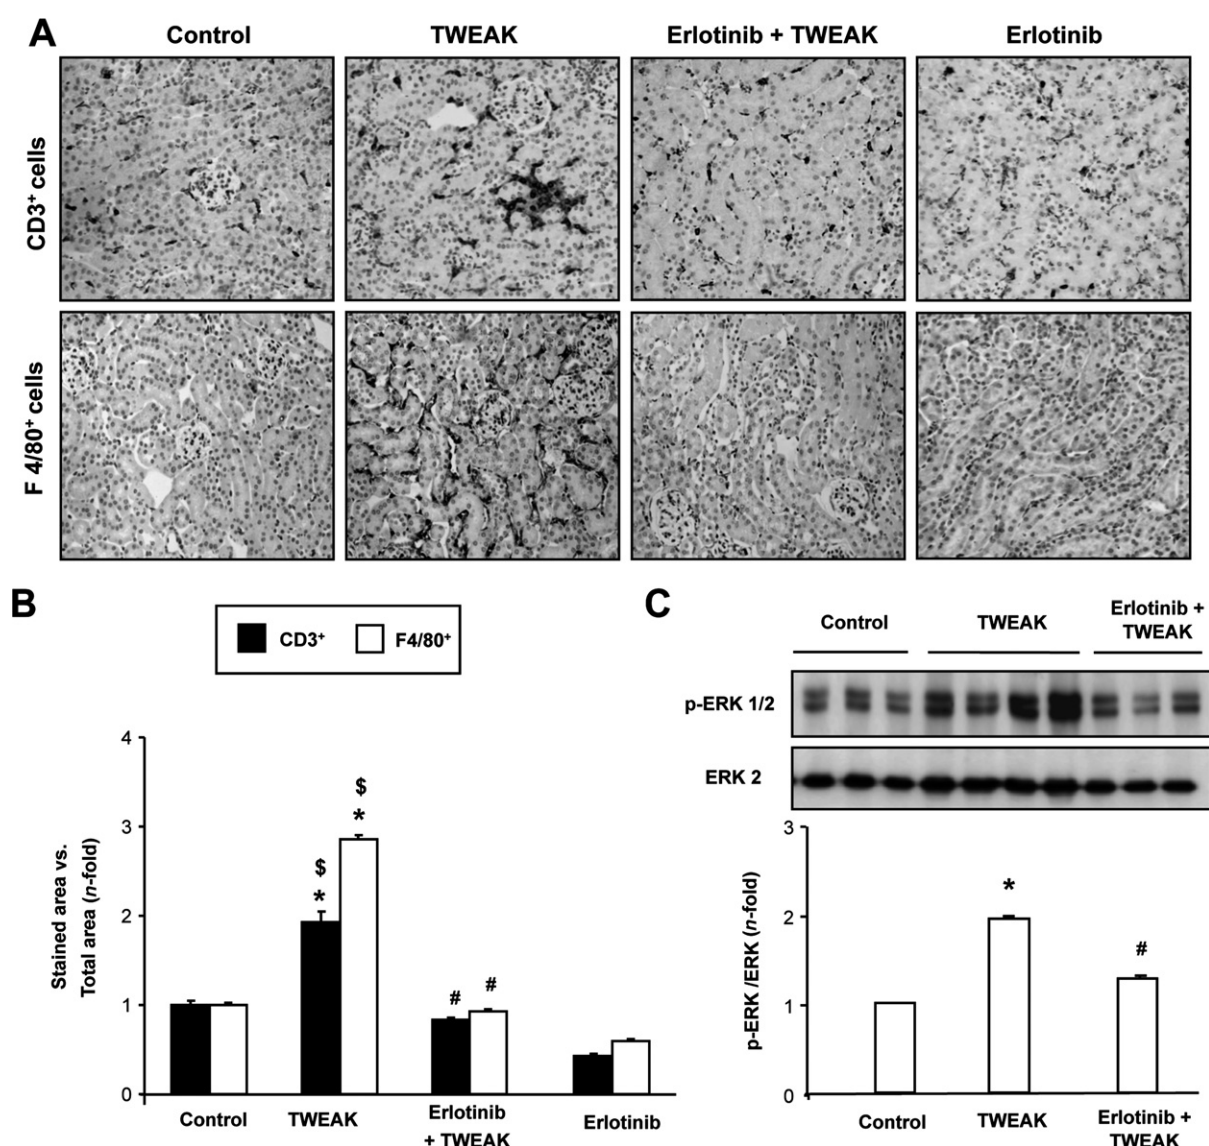 A
Control
TWEAK
Erlotinib + TWEAK
Erlotinib
CD3⁺ cells
F 4/80⁺ cells
B
CD3⁺
F4/80⁺
Stained area vs.
Total area (n-fold)
4
3
2
1
0
$
*
$
*
#
#
Control
TWEAK
Erlotinib
+ TWEAK
Erlotinib
C
Control
TWEAK
Erlotinib +
TWEAK
p-ERK 1/2
ERK 2
p-ERK /ERK (n-fold)
3
2
1
0
*
#
Control
TWEAK
Erlotinib +
TWEAK